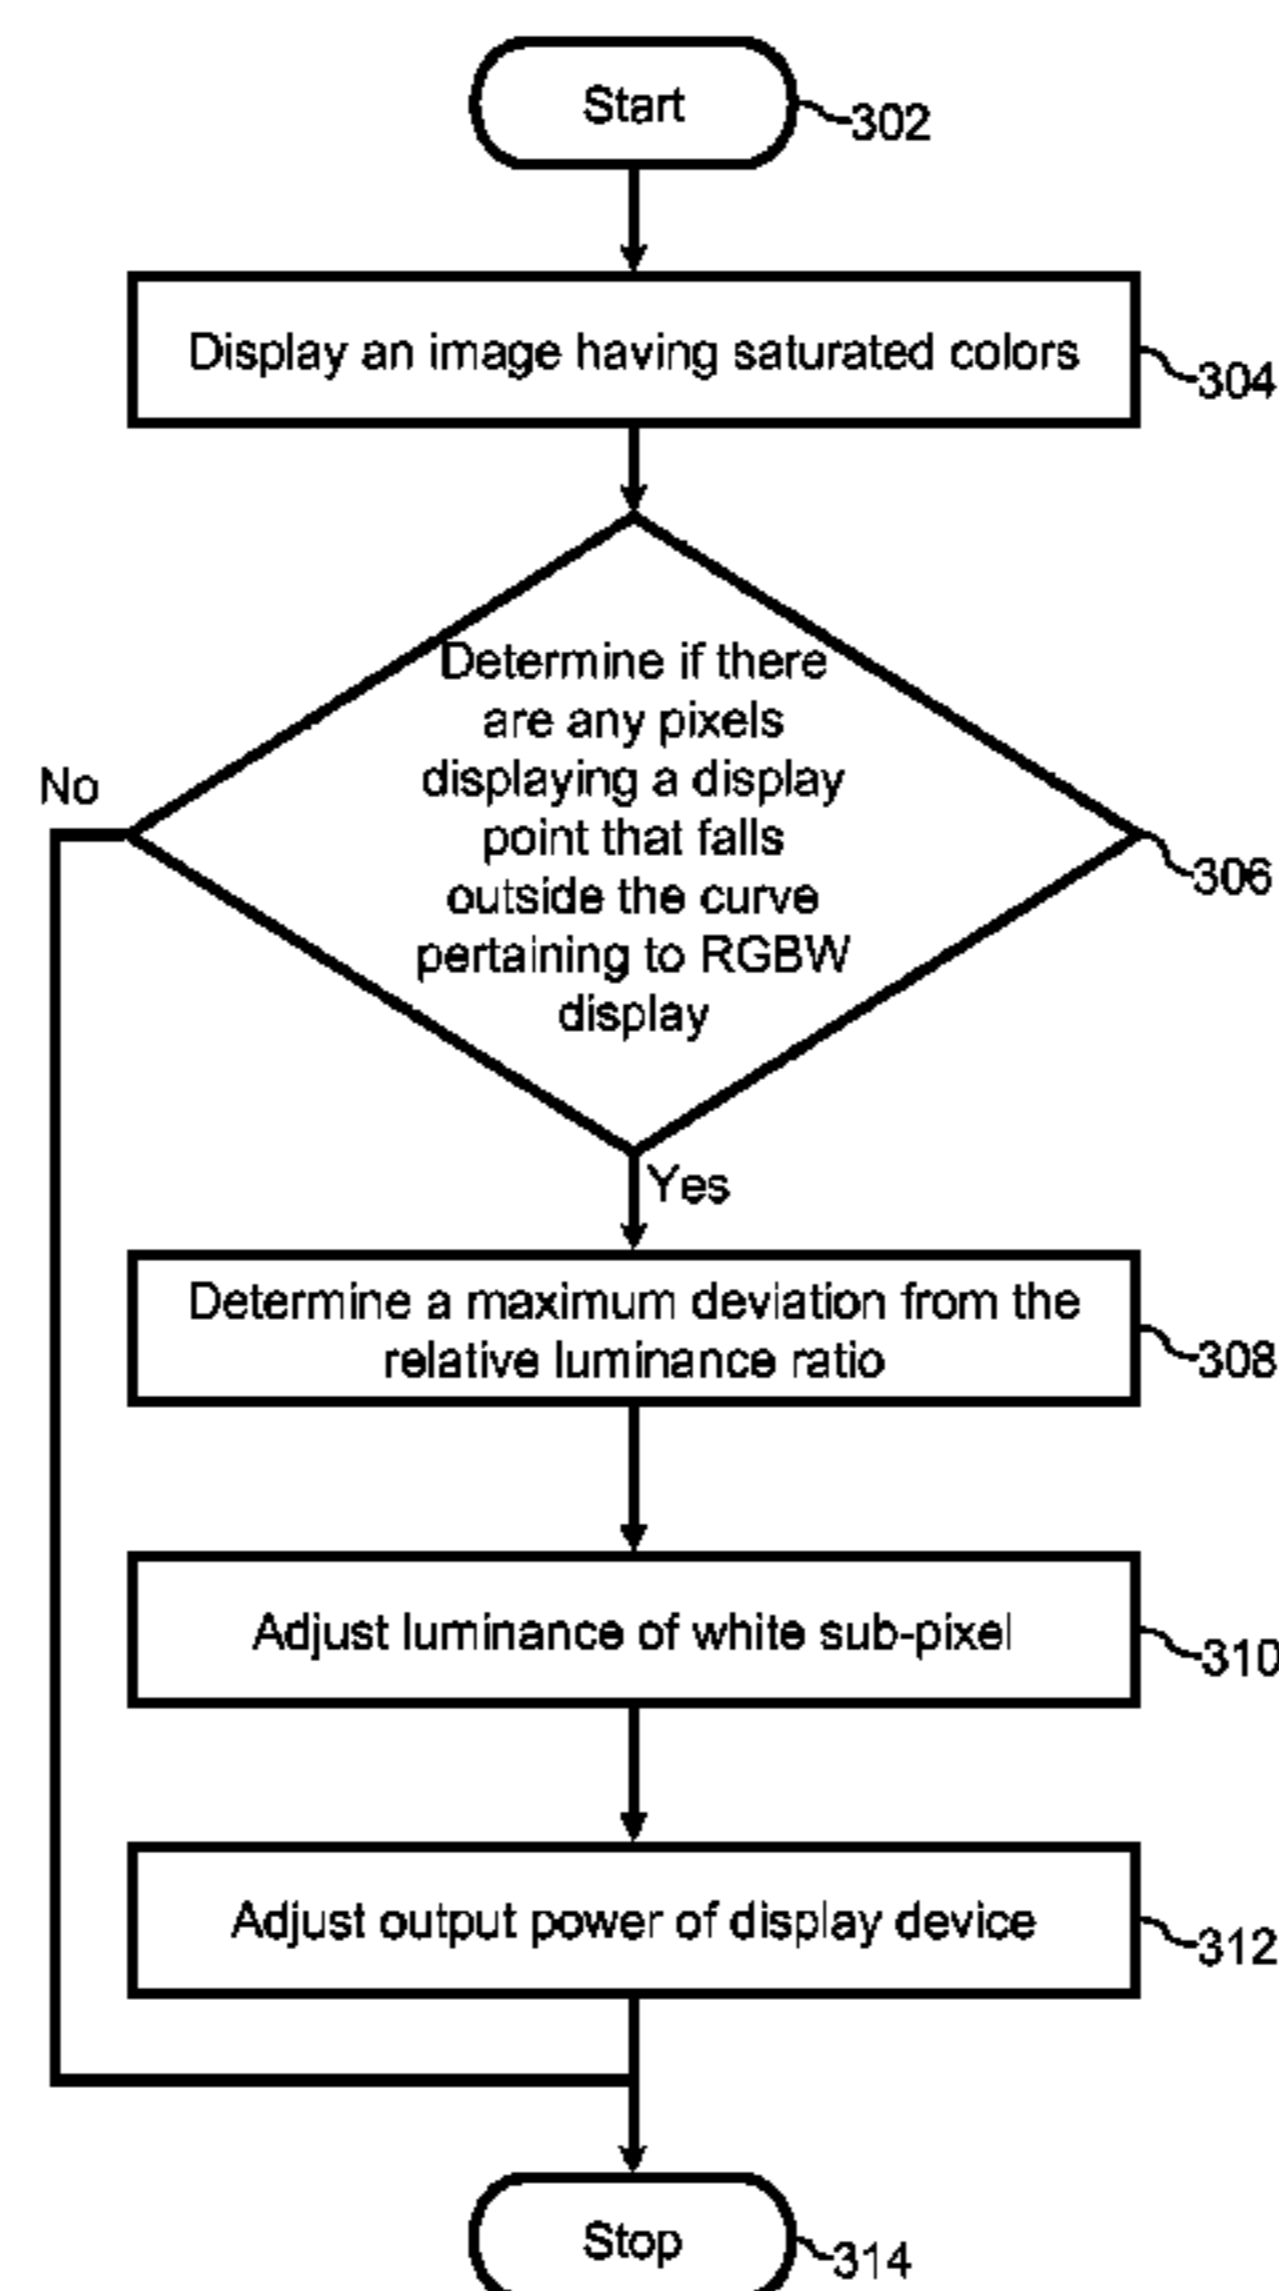 Start
302
Display an image having saturated colors
304
Determine if there
are any pixels
displaying a display
point that falls
outside the curve
pertaining to RGBW
display
No
306
Yes
Determine a maximum deviation from the
relative luminance ratio
308
Adjust luminance of white sub-pixel
310
Adjust output power of display device
312
Stop
314